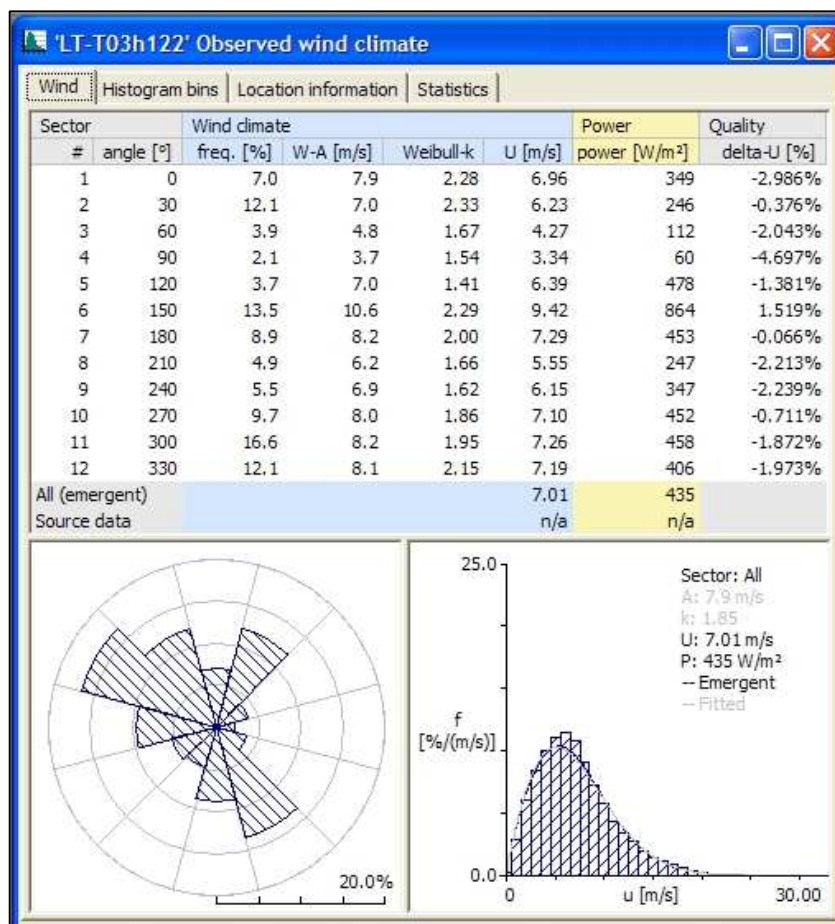 'LT-T03h122' Observed wind climate
Wind Histogram bins Location information Statistics
Sector Wind climate Power Quality
# angle [°] freq. [%] W-A [m/s] Weibull-k U [m/s] power [W/m²] delta-U [%]
1 0 7.0 7.9 2.28 6.96 349 -2.986%
2 30 12.1 7.0 2.33 6.23 246 -0.376%
3 60 3.9 4.8 1.67 4.27 112 -2.043%
4 90 2.1 3.7 1.54 3.34 60 -4.697%
5 120 3.7 7.0 1.41 6.39 478 -1.381%
6 150 13.5 10.6 2.29 9.42 864 1.519%
7 180 8.9 8.2 2.00 7.29 453 -0.066%
8 210 4.9 6.2 1.66 5.55 247 -2.213%
9 240 5.5 6.9 1.62 6.15 347 -2.239%
10 270 9.7 8.0 1.86 7.10 452 -0.711%
11 300 16.6 8.2 1.95 7.26 458 -1.872%
12 330 12.1 8.1 2.15 7.19 406 -1.973%
All (emergent) 7.01 435
Source data n/a n/a
20.0%
25.0
Sector: All
A: 7.9 m/s
k: 1.85
U: 7.01 m/s
P: 435 W/m²
-- Emergent
-- Fitted
f
[%/(m/s)]
0.0
0 u [m/s] 30.00